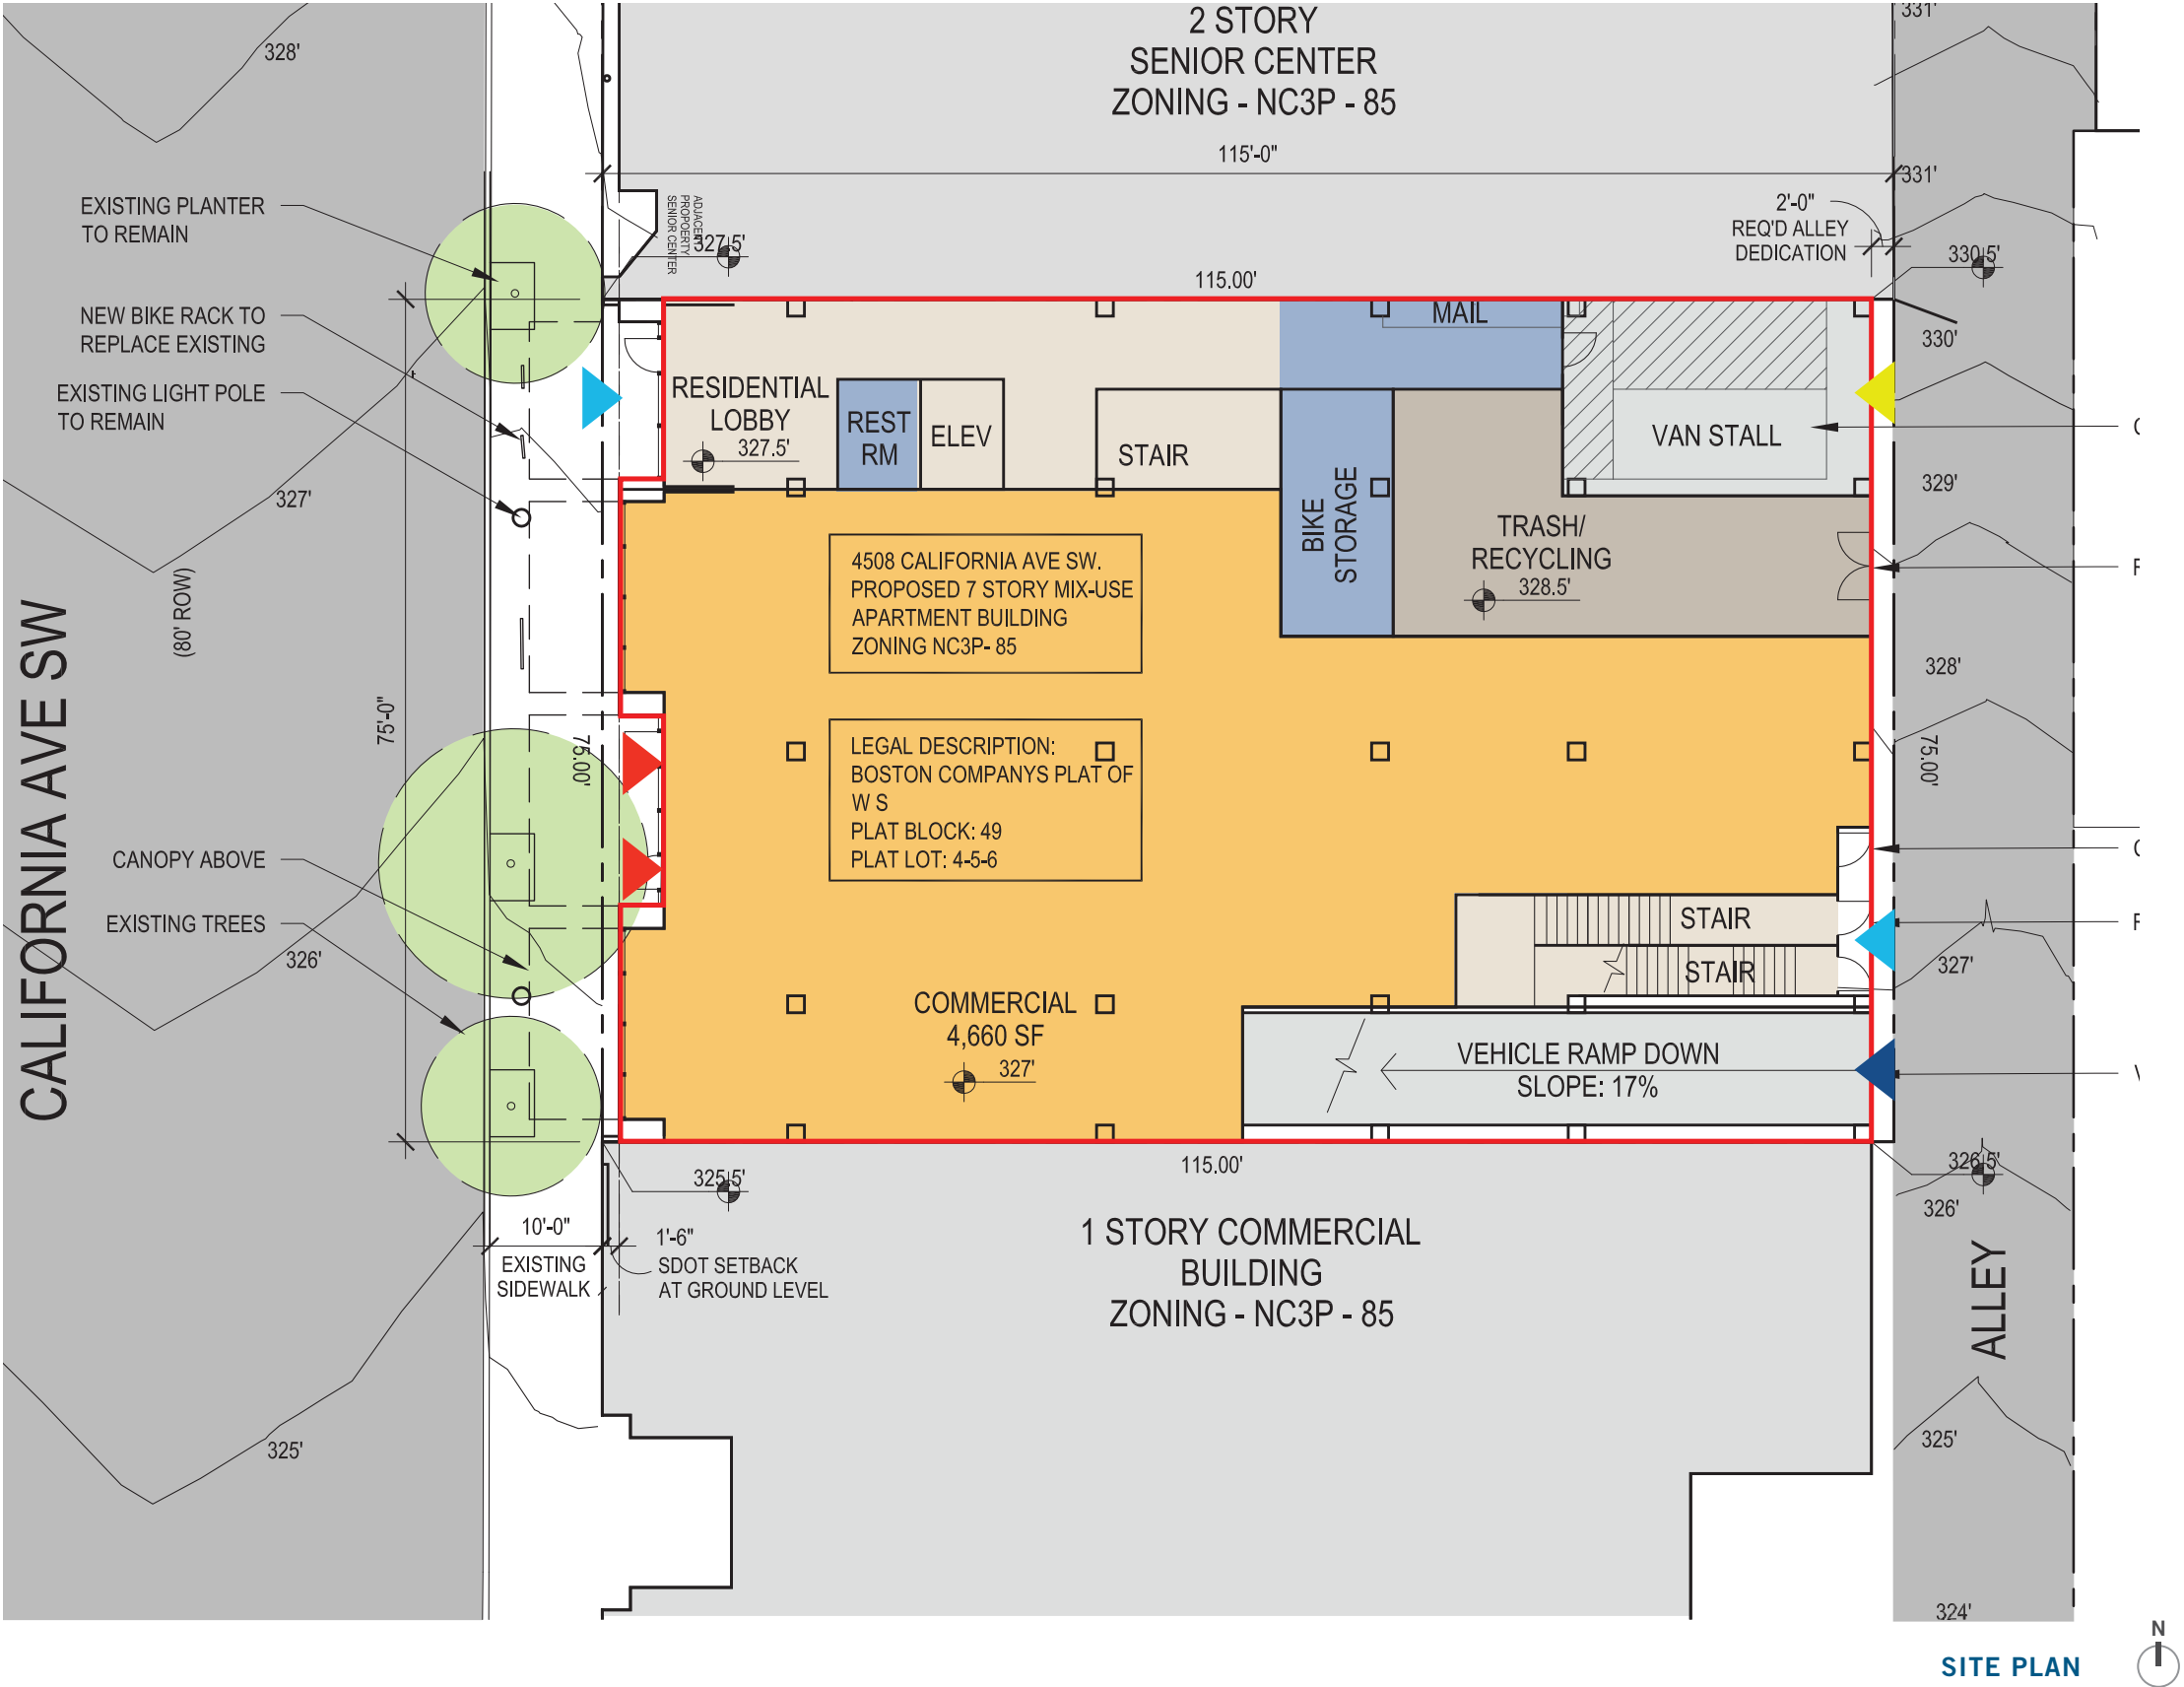 2 STORY
SENIOR CENTER
ZONING - NC3P - 85
115'-0"
331'
331'
328'
EXISTING PLANTER
TO REMAIN
NEW BIKE RACK TO
REPLACE EXISTING
EXISTING LIGHT POLE
TO REMAIN
ADJACENT
PROPOERTY
SENIOR CENTER
327.5'
2'-0"
REQ'D ALLEY
DEDICATION
330.5'
115.00'
330'
MAIL
RESIDENTIAL
LOBBY
327.5'
REST
RM
ELEV
STAIR
BIKE
STORAGE
VAN STALL
TRASH/
RECYCLING
328.5'
329'
328'
327'
(80' ROW)
CALIFORNIA AVE SW
75'-0"
75.00'
4508 CALIFORNIA AVE SW.
PROPOSED 7 STORY MIX-USE
APARTMENT BUILDING
ZONING NC3P- 85
LEGAL DESCRIPTION:
BOSTON COMPANYS PLAT OF
W S
PLAT BLOCK: 49
PLAT LOT: 4-5-6
75.00'
CANOPY ABOVE
EXISTING TREES
326'
STAIR
STAIR
327'
COMMERCIAL
4,660 SF
327'
VEHICLE RAMP DOWN
SLOPE: 17%
115.00'
325.5'
326.5'
326'
10'-0"
EXISTING
SIDEWALK
1'-6"
SDOT SETBACK
AT GROUND LEVEL
1 STORY COMMERCIAL
BUILDING
ZONING - NC3P - 85
ALLEY
325'
325'
324'
SITE PLAN
N